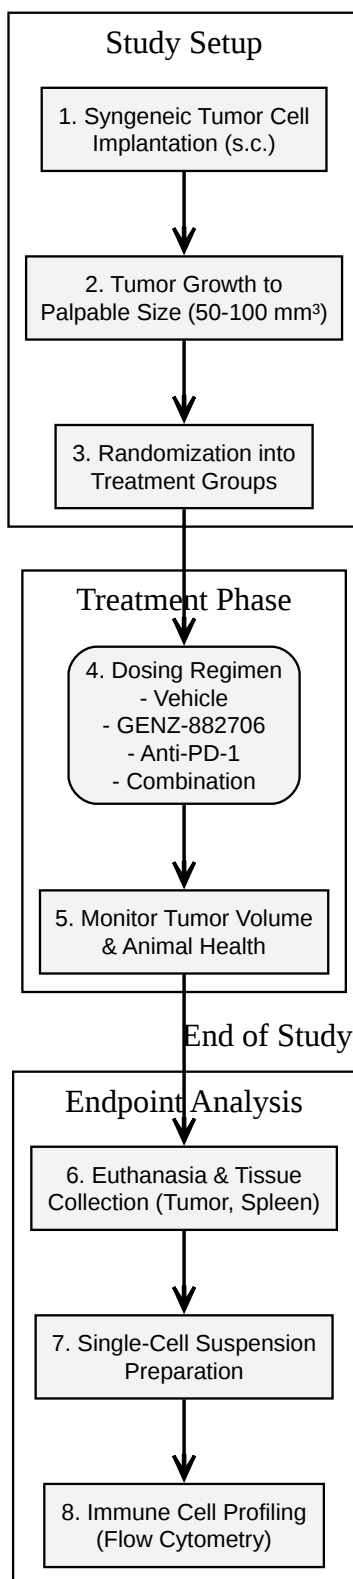 Study Setup
1. Syngeneic Tumor Cell
Implantation (s.c.)
2. Tumor Growth to
Palpable Size (50-100 mm³)
3. Randomization into
Treatment Groups
Treatment Phase
4. Dosing Regimen
- Vehicle
- GENZ-882706
- Anti-PD-1
- Combination
5. Monitor Tumor Volume
& Animal Health
End of Study
Endpoint Analysis
6. Euthanasia & Tissue
Collection (Tumor, Spleen)
7. Single-Cell Suspension
Preparation
8. Immune Cell Profiling
(Flow Cytometry)